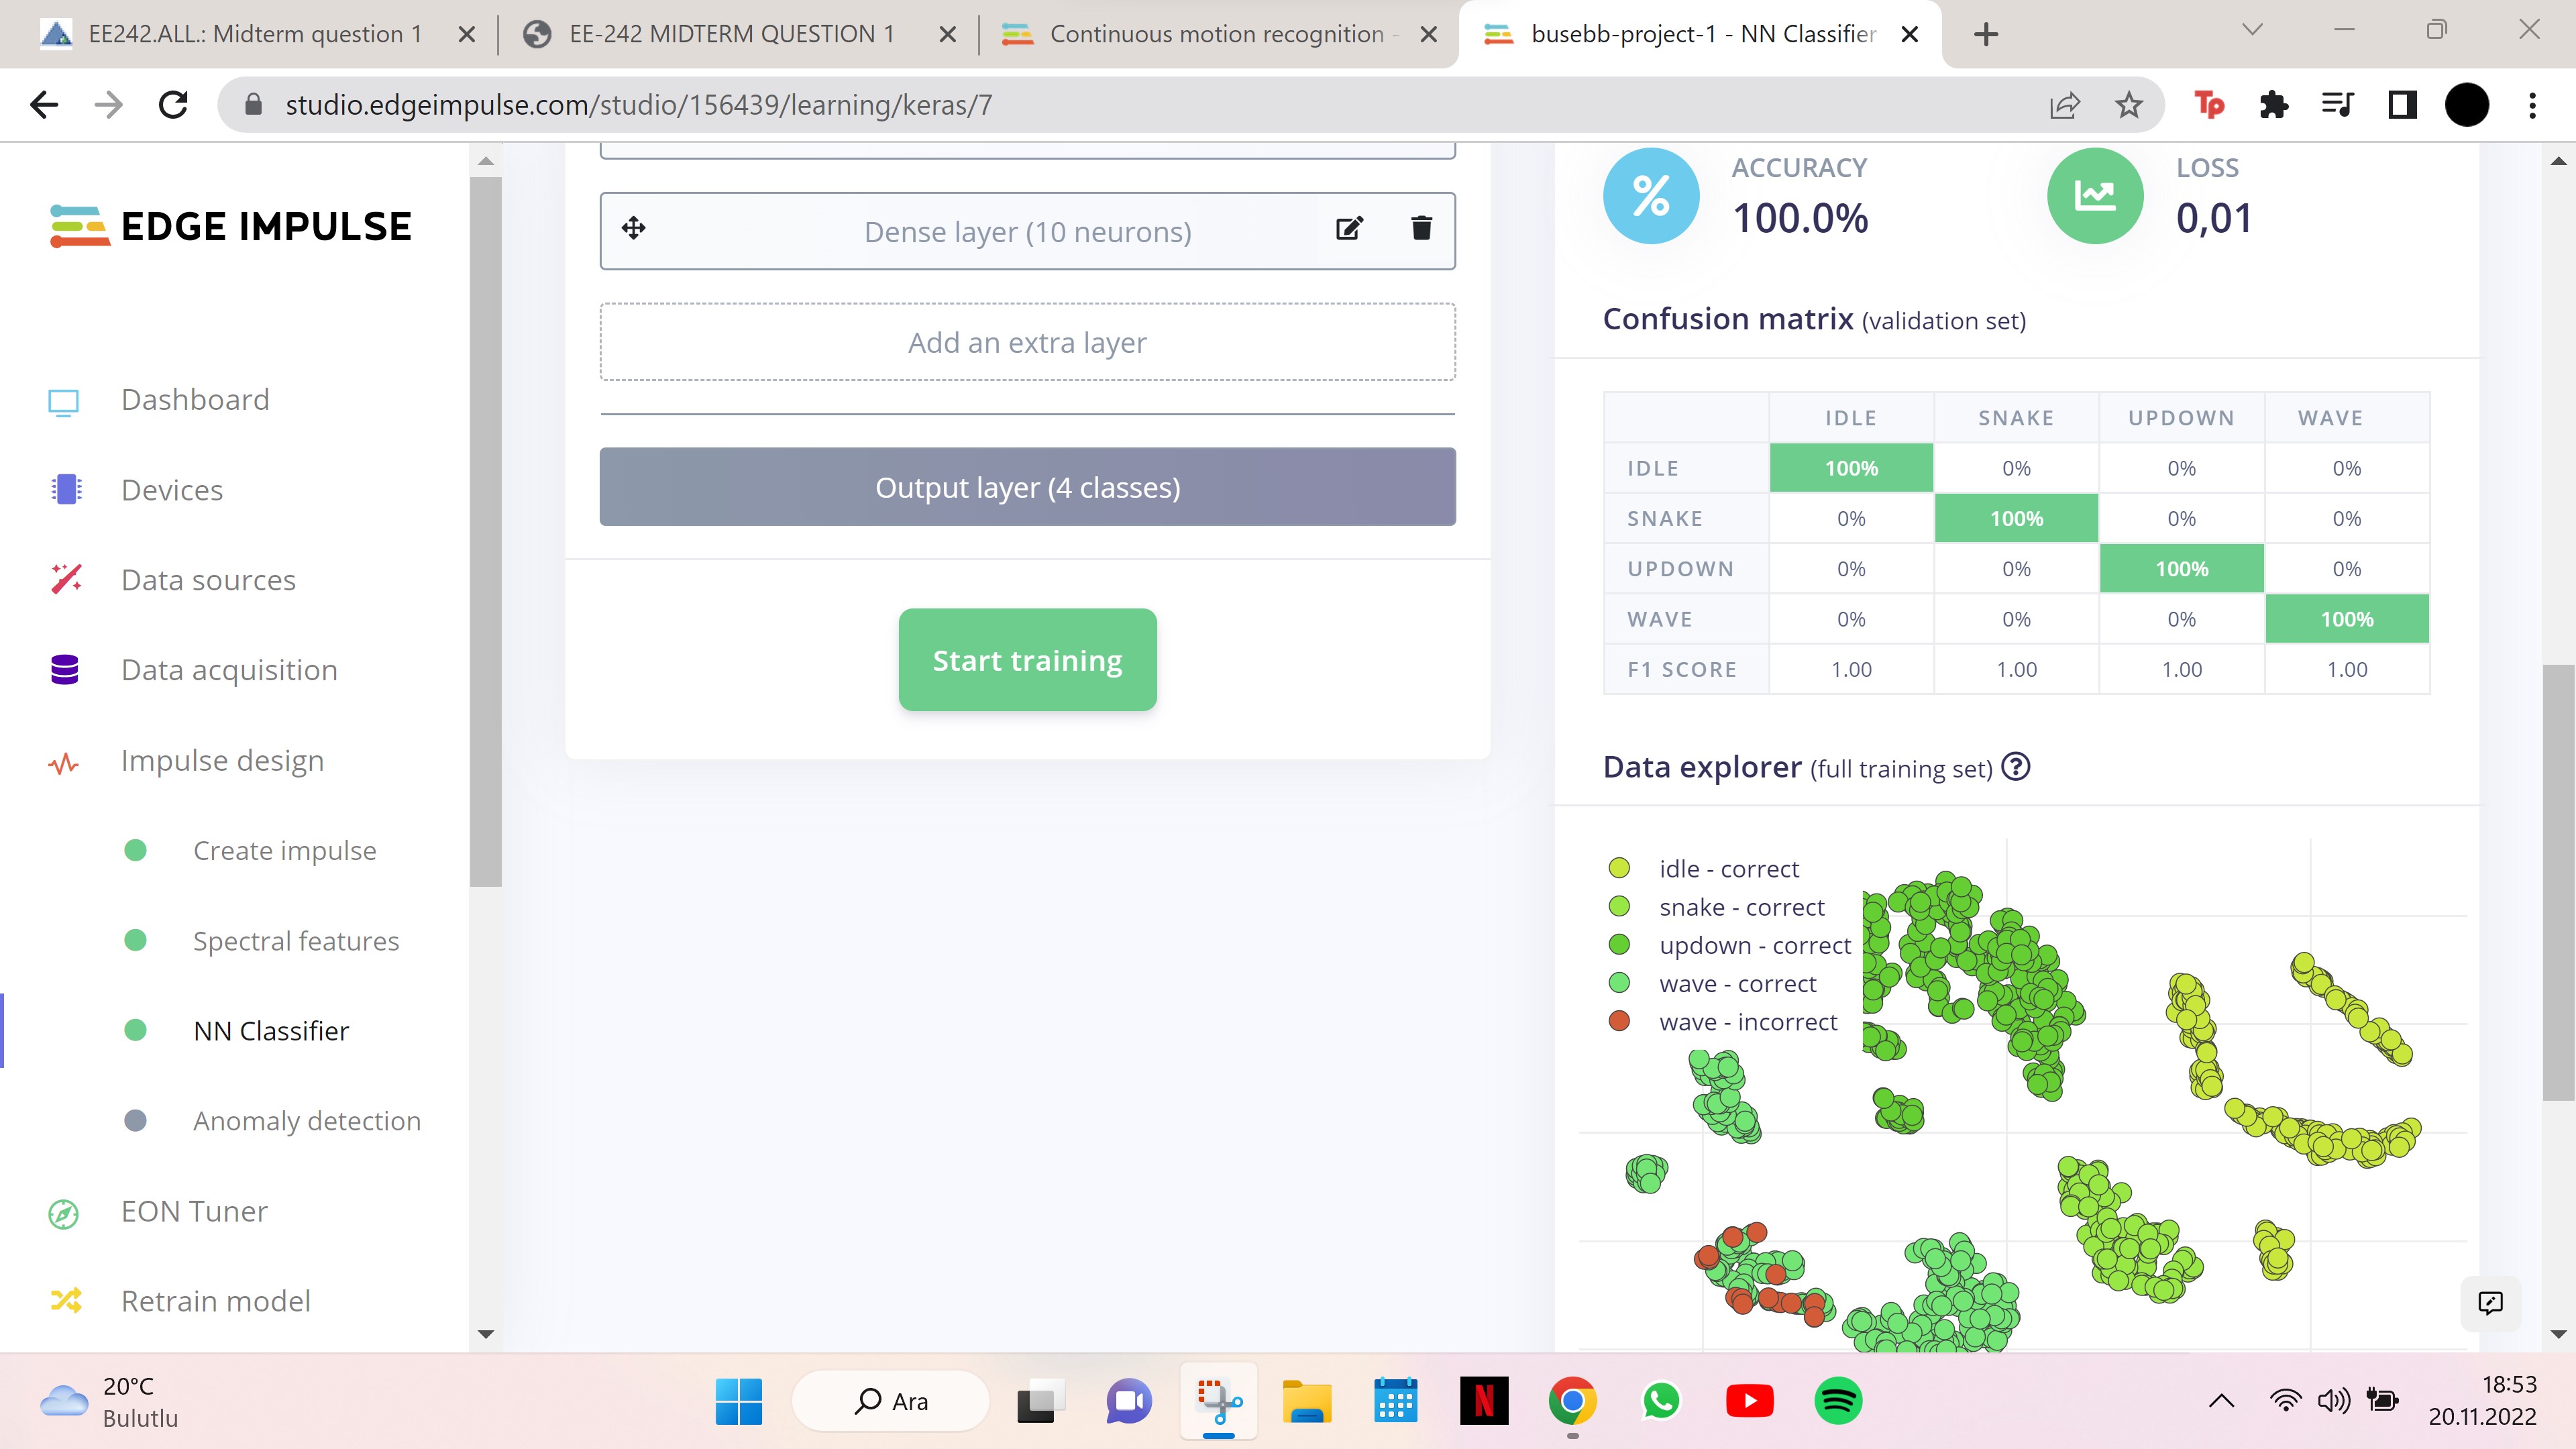 EE242.ALL.: Midterm question 1
EE-242 MIDTERM QUESTION 1
Continuous motion recognition -
busebb-project-1 - NN Classifier
studio.edgeimpulse.com/studio/156439/learning/keras/7
Tp
EDGE IMPULSE
Dashboard
Devices
Data sources
Data acquisition
Impulse design
Create impulse
Spectral features
NN Classifier
Anomaly detection
EON Tuner
Retrain model
Dense layer (10 neurons)
Add an extra layer
Output layer (4 classes)
Start training
%
ACCURACY
100.0%
LOSS
0,01
Confusion matrix (validation set)
IDLE SNAKE UPDOWN WAVE
IDLE 100% 0% 0% 0%
SNAKE 0% 100% 0% 0%
UPDOWN 0% 0% 100% 0%
WAVE 0% 0% 0% 100%
F1 SCORE 1.00 1.00 1.00 1.00
Data explorer (full training set) ?
idle - correct
snake - correct
updown - correct
wave - correct
wave - incorrect
20°C
Bulutlu
Ara
N
18:53
20.11.2022